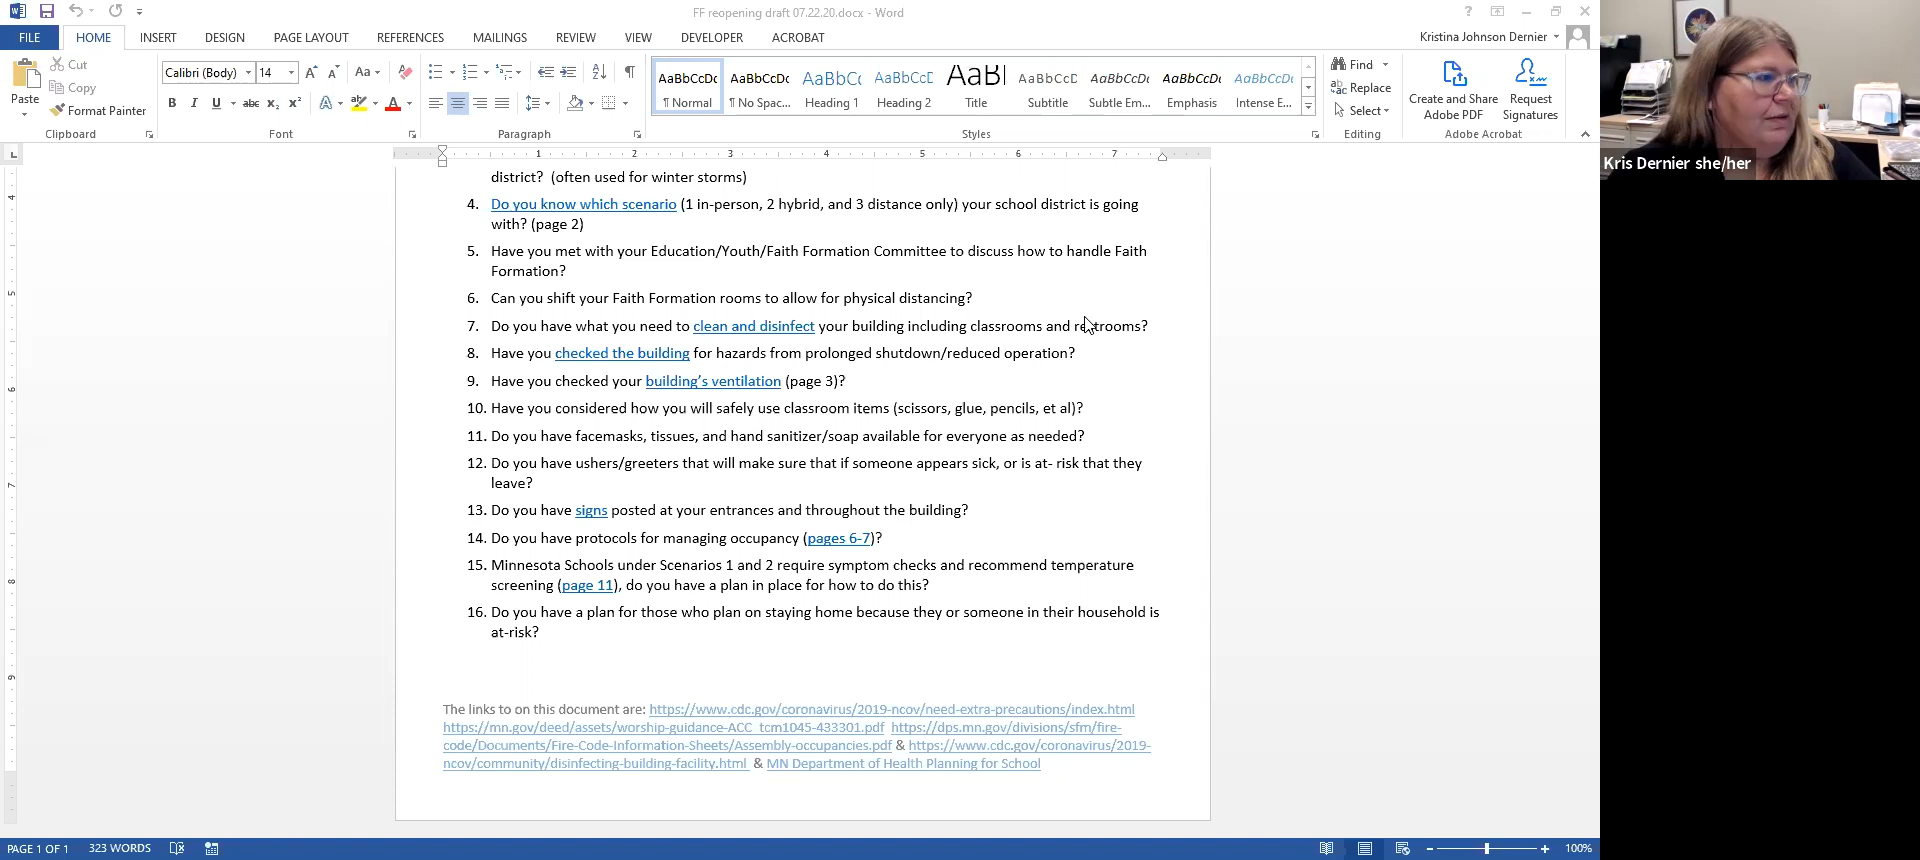 FF reopening draft 07.22.20.docx - Word
FILE HOME INSERT DESIGN PAGE LAYOUT REFERENCES MAILINGS REVIEW VIEW DEVELOPER ACROBAT
Kristina Johnson Dernier
Paste
Cut
Copy
Format Painter
Clipboard
Calibri (Body) 14
Font
Paragraph
AaBbCcDc AaBbCcDc AaBbC AaBbCcD AaB AaBbCcD AaBbCcDc AaBbCcDc AaBbCcDc
¶ Normal ¶ No Spac... Heading 1 Heading 2 Title Subtitle Subtle Em... Emphasis Intense E...
Styles
Find
Replace
Select
Editing
Create and Share Adobe PDF
Request Signatures
Adobe Acrobat
Kris Dernier she/her
1 2 3 4 5 6 7
district? (often used for winter storms)
4. Do you know which scenario (1 in-person, 2 hybrid, and 3 distance only) your school district is going
with? (page 2)
5. Have you met with your Education/Youth/Faith Formation Committee to discuss how to handle Faith
Formation?
6. Can you shift your Faith Formation rooms to allow for physical distancing?
7. Do you have what you need to clean and disinfect your building including classrooms and restrooms?
8. Have you checked the building for hazards from prolonged shutdown/reduced operation?
9. Have you checked your building’s ventilation (page 3)?
10. Have you considered how you will safely use classroom items (scissors, glue, pencils, et al)?
11. Do you have facemasks, tissues, and hand sanitizer/soap available for everyone as needed?
12. Do you have ushers/greeters that will make sure that if someone appears sick, or is at- risk that they
leave?
13. Do you have signs posted at your entrances and throughout the building?
14. Do you have protocols for managing occupancy (pages 6-7)?
15. Minnesota Schools under Scenarios 1 and 2 require symptom checks and recommend temperature
screening (page 11), do you have a plan in place for how to do this?
16. Do you have a plan for those who plan on staying home because they or someone in their household is
at-risk?
The links to on this document are: https://www.cdc.gov/coronavirus/2019-ncov/need-extra-precautions/index.html
https://mn.gov/deed/assets/worship-guidance-ACC_tcm1045-433301.pdf https://dps.mn.gov/divisions/sfm/fire-
code/Documents/Fire-Code-Information-Sheets/Assembly-occupancies.pdf & https://www.cdc.gov/coronavirus/2019-
ncov/community/disinfecting-building-facility.html & MN Department of Health Planning for School
PAGE 1 OF 1 323 WORDS
100%